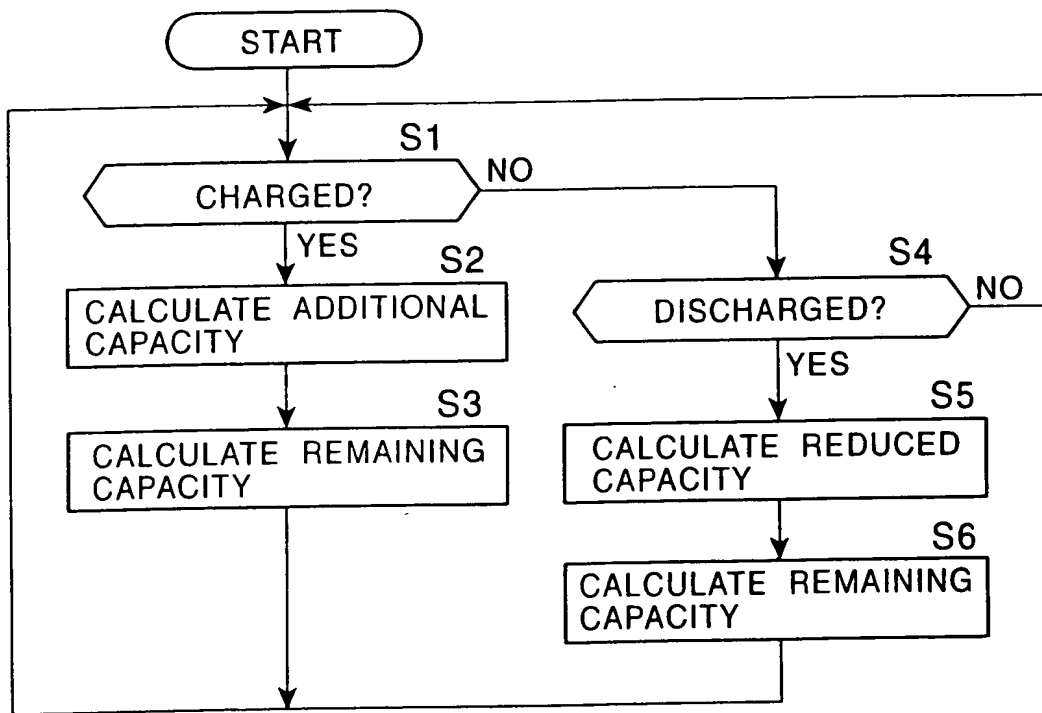 START
S1
CHARGED?
NO
YES
S2
CALCULATE ADDITIONAL
CAPACITY
S3
CALCULATE REMAINING
CAPACITY
S4
DISCHARGED?
NO
YES
S5
CALCULATE REDUCED
CAPACITY
S6
CALCULATE REMAINING
CAPACITY